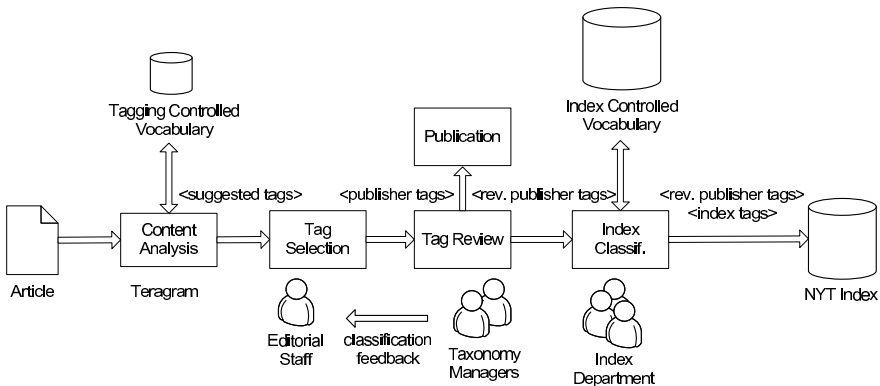 Tagging Controlled
Vocabulary
Index Controlled
Vocabulary
Publication
<suggested tags>
<publisher tags>
<rev. publisher tags>
<rev. publisher tags>
<index tags>
Content
Analysis
Tag
Selection
Tag Review
Index
Classif.
Article
Teragram
NYT Index
Editorial
Staff
classification
feedback
Taxonomy
Managers
Index
Department